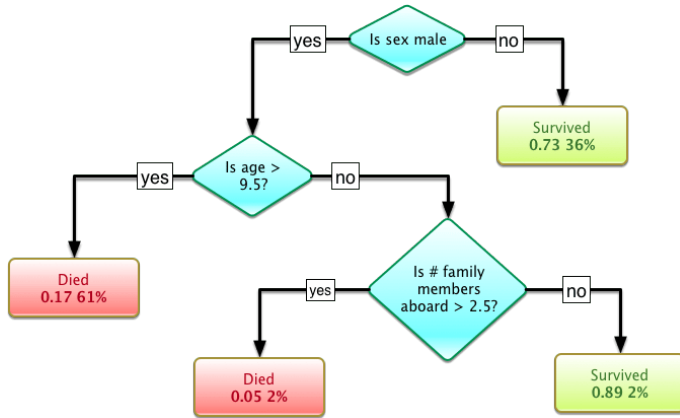 yes
Is sex male
no
Survived
0.73 36%
yes
Is age >
9.5?
no
Died
0.17 61%
yes
Is # family
members
aboard > 2.5?
no
Died
0.05 2%
Survived
0.89 2%